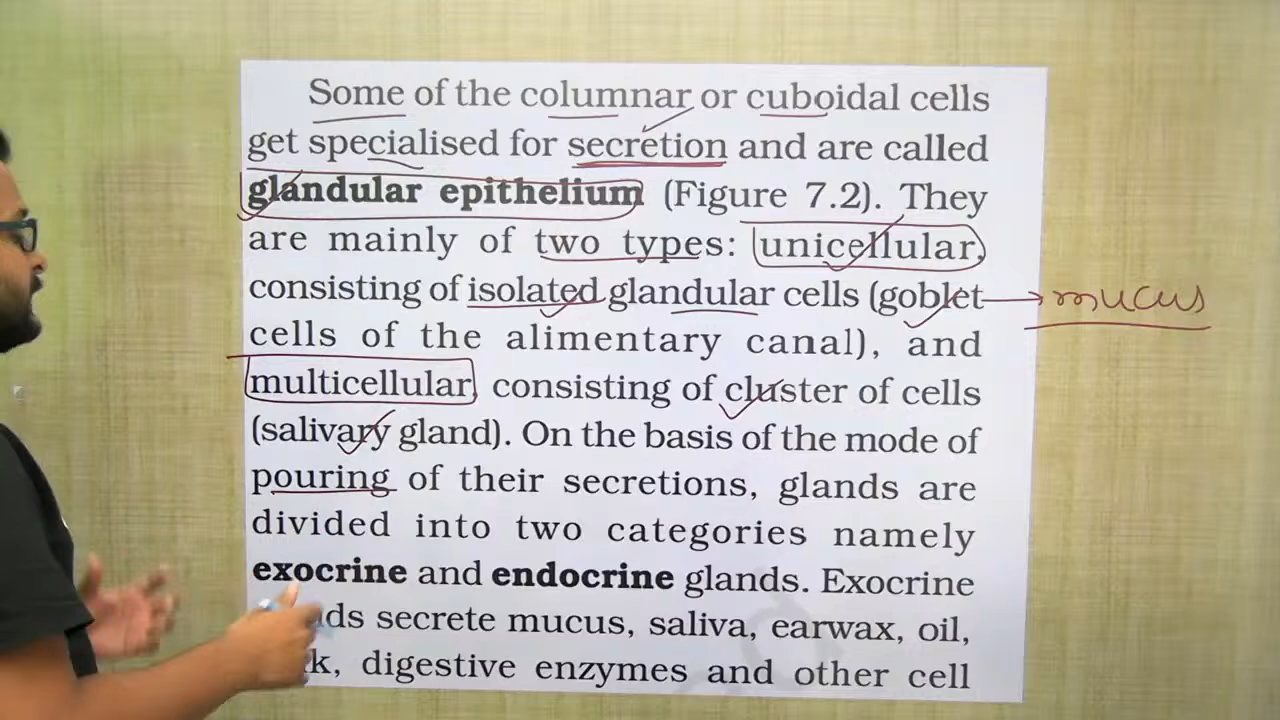 Some of the columnar or cuboidal cells
get specialised for secretion and are called
glandular epithelium (Figure 7.2). They
are mainly of two types: unicellular,
consisting of isolated glandular cells (goblet → mucus
cells of the alimentary canal), and
multicellular, consisting of cluster of cells
(salivary gland). On the basis of the mode of
pouring of their secretions, glands are
divided into two categories namely
exocrine and endocrine glands. Exocrine
secrete mucus, saliva, earwax, oil,
digestive enzymes and other cell